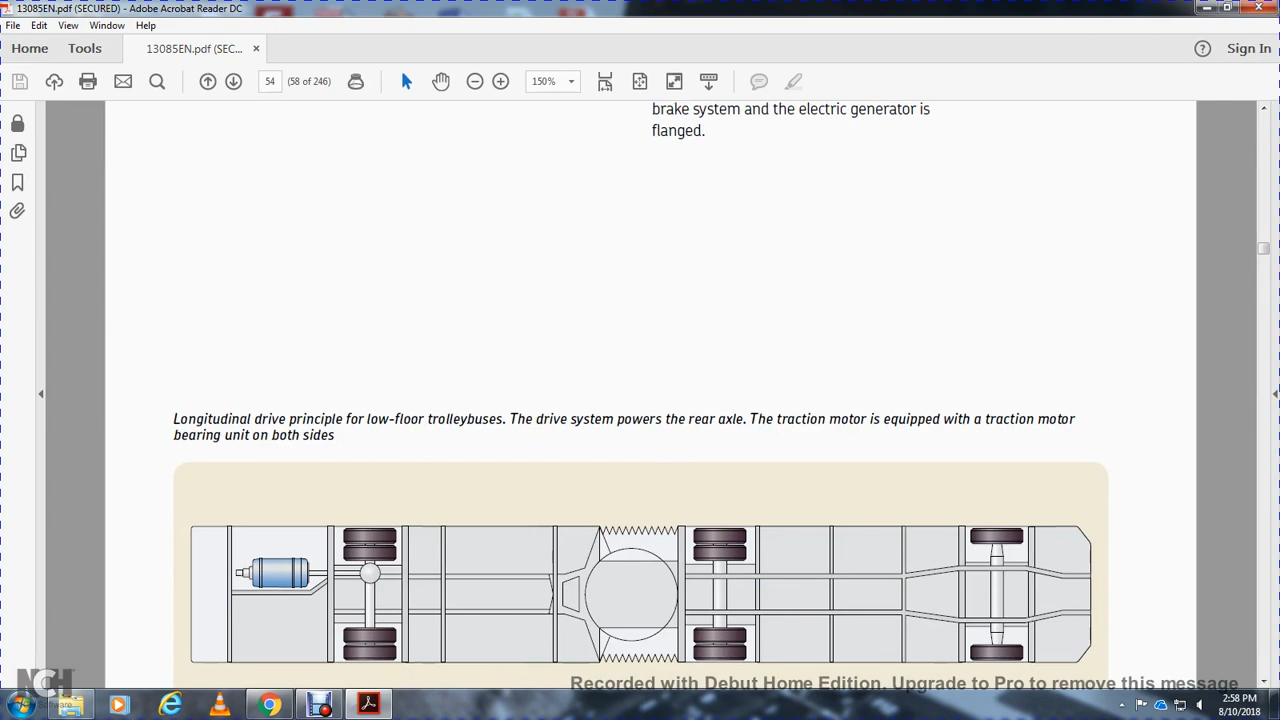 13085EN.pdf (SECURED) - Adobe Acrobat Reader DC
File Edit View Window Help
Home Tools 13085EN.pdf (SEC... × ? Sign In
54 (58 of 246) 150%
brake system and the electric generator is
flanged.
Longitudinal drive principle for low-floor trolleybuses. The drive system powers the rear axle. The traction motor is equipped with a traction motor
bearing unit on both sides
NCH
Software
Recorded with Debut Home Edition. Upgrade to Pro to remove this message
2:58 PM
8/10/2018